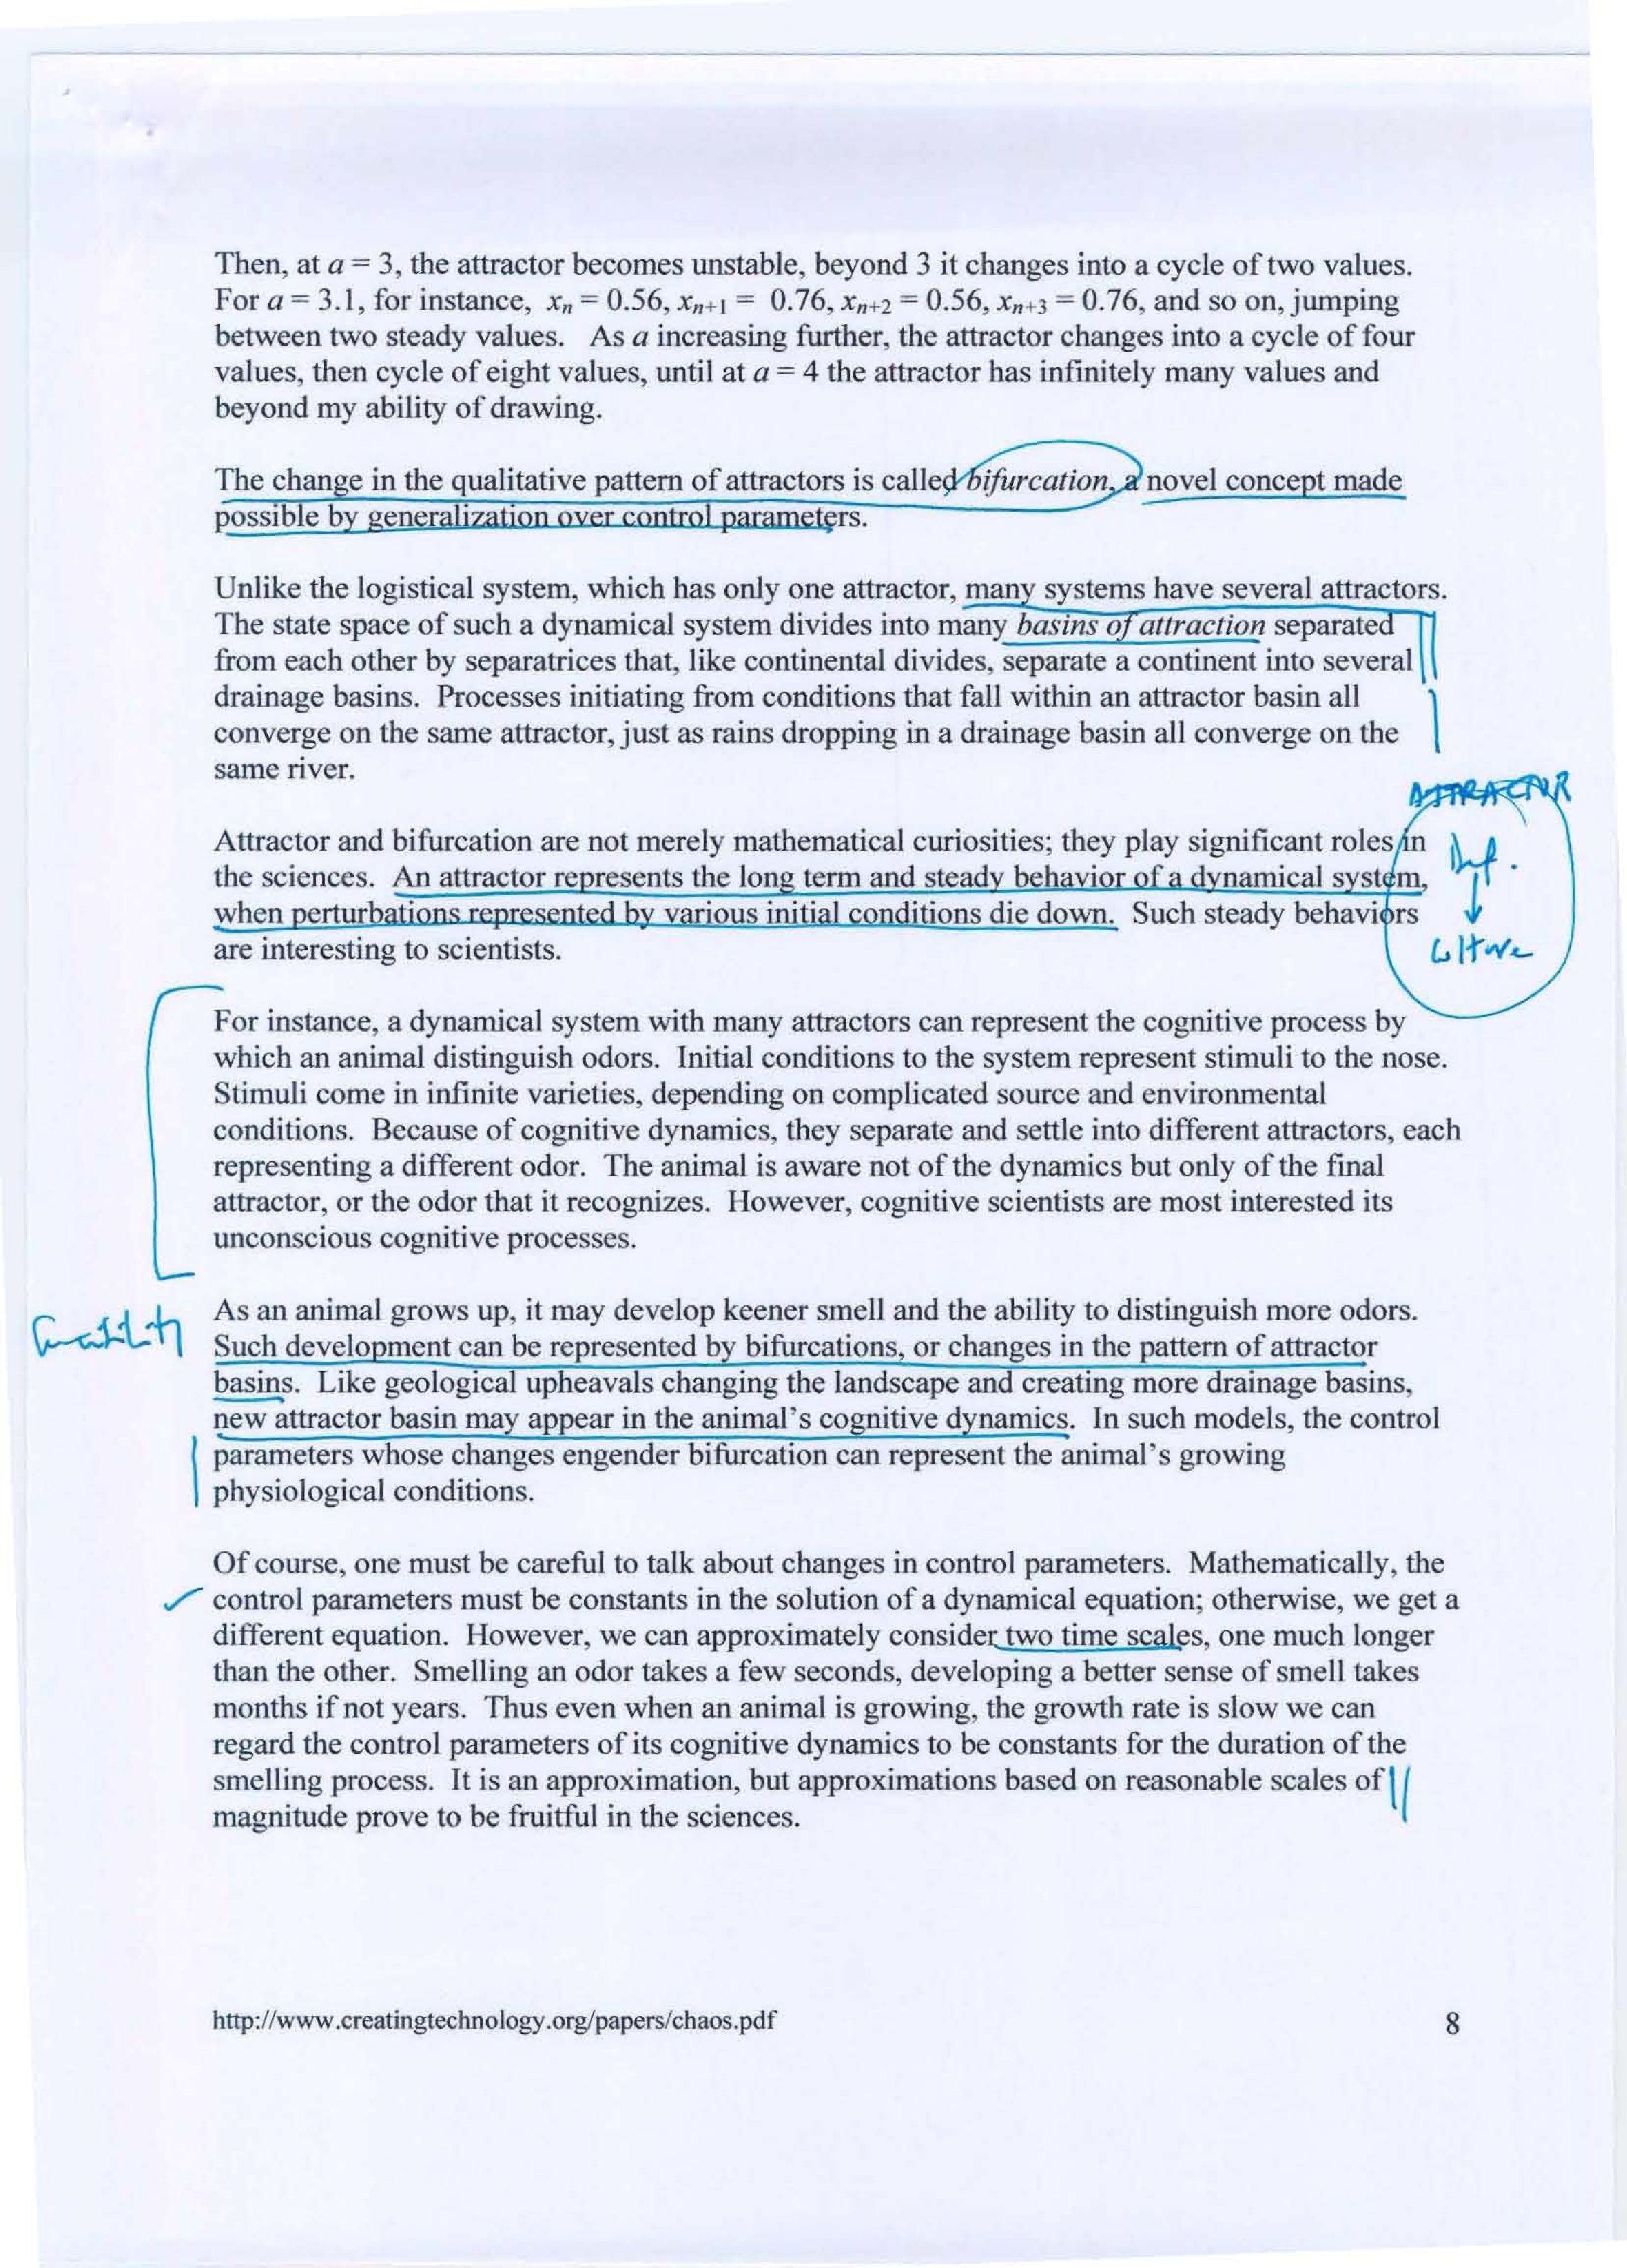 Then, at a = 3, the attractor becomes unstable, beyond 3 it changes into a cycle of two values.
For a = 3.1, for instance, xn = 0.56, xn+1 = 0.76, xn+2 = 0.56, xn+3 = 0.76, and so on, jumping
between two steady values. As a increasing further, the attractor changes into a cycle of four
values, then cycle of eight values, until at a = 4 the attractor has infinitely many values and
beyond my ability of drawing.
The change in the qualitative pattern of attractors is called bifurcation, a novel concept made
possible by generalization over control parameters.
Unlike the logistical system, which has only one attractor, many systems have several attractors.
The state space of such a dynamical system divides into many basins of attraction separated
from each other by separatrices that, like continental divides, separate a continent into several
drainage basins. Processes initiating from conditions that fall within an attractor basin all
converge on the same attractor, just as rains dropping in a drainage basin all converge on the
same river.
ATTRACTOR
Attractor and bifurcation are not merely mathematical curiosities; they play significant roles in
Def.
the sciences. An attractor represents the long term and steady behavior of a dynamical system,
when perturbations represented by various initial conditions die down. Such steady behaviors
are interesting to scientists.
Culture
For instance, a dynamical system with many attractors can represent the cognitive process by
which an animal distinguish odors. Initial conditions to the system represent stimuli to the nose.
Stimuli come in infinite varieties, depending on complicated source and environmental
conditions. Because of cognitive dynamics, they separate and settle into different attractors, each
representing a different odor. The animal is aware not of the dynamics but only of the final
attractor, or the odor that it recognizes. However, cognitive scientists are most interested its
unconscious cognitive processes.
As an animal grows up, it may develop keener smell and the ability to distinguish more odors.
Such development can be represented by bifurcations, or changes in the pattern of attractor
basins. Like geological upheavals changing the landscape and creating more drainage basins,
new attractor basin may appear in the animal's cognitive dynamics. In such models, the control
parameters whose changes engender bifurcation can represent the animal's growing
physiological conditions.
Of course, one must be careful to talk about changes in control parameters. Mathematically, the
control parameters must be constants in the solution of a dynamical equation; otherwise, we get a
different equation. However, we can approximately consider two time scales, one much longer
than the other. Smelling an odor takes a few seconds, developing a better sense of smell takes
months if not years. Thus even when an animal is growing, the growth rate is slow we can
regard the control parameters of its cognitive dynamics to be constants for the duration of the
smelling process. It is an approximation, but approximations based on reasonable scales of
magnitude prove to be fruitful in the sciences.
http://www.creatingtechnology.org/papers/chaos.pdf
8